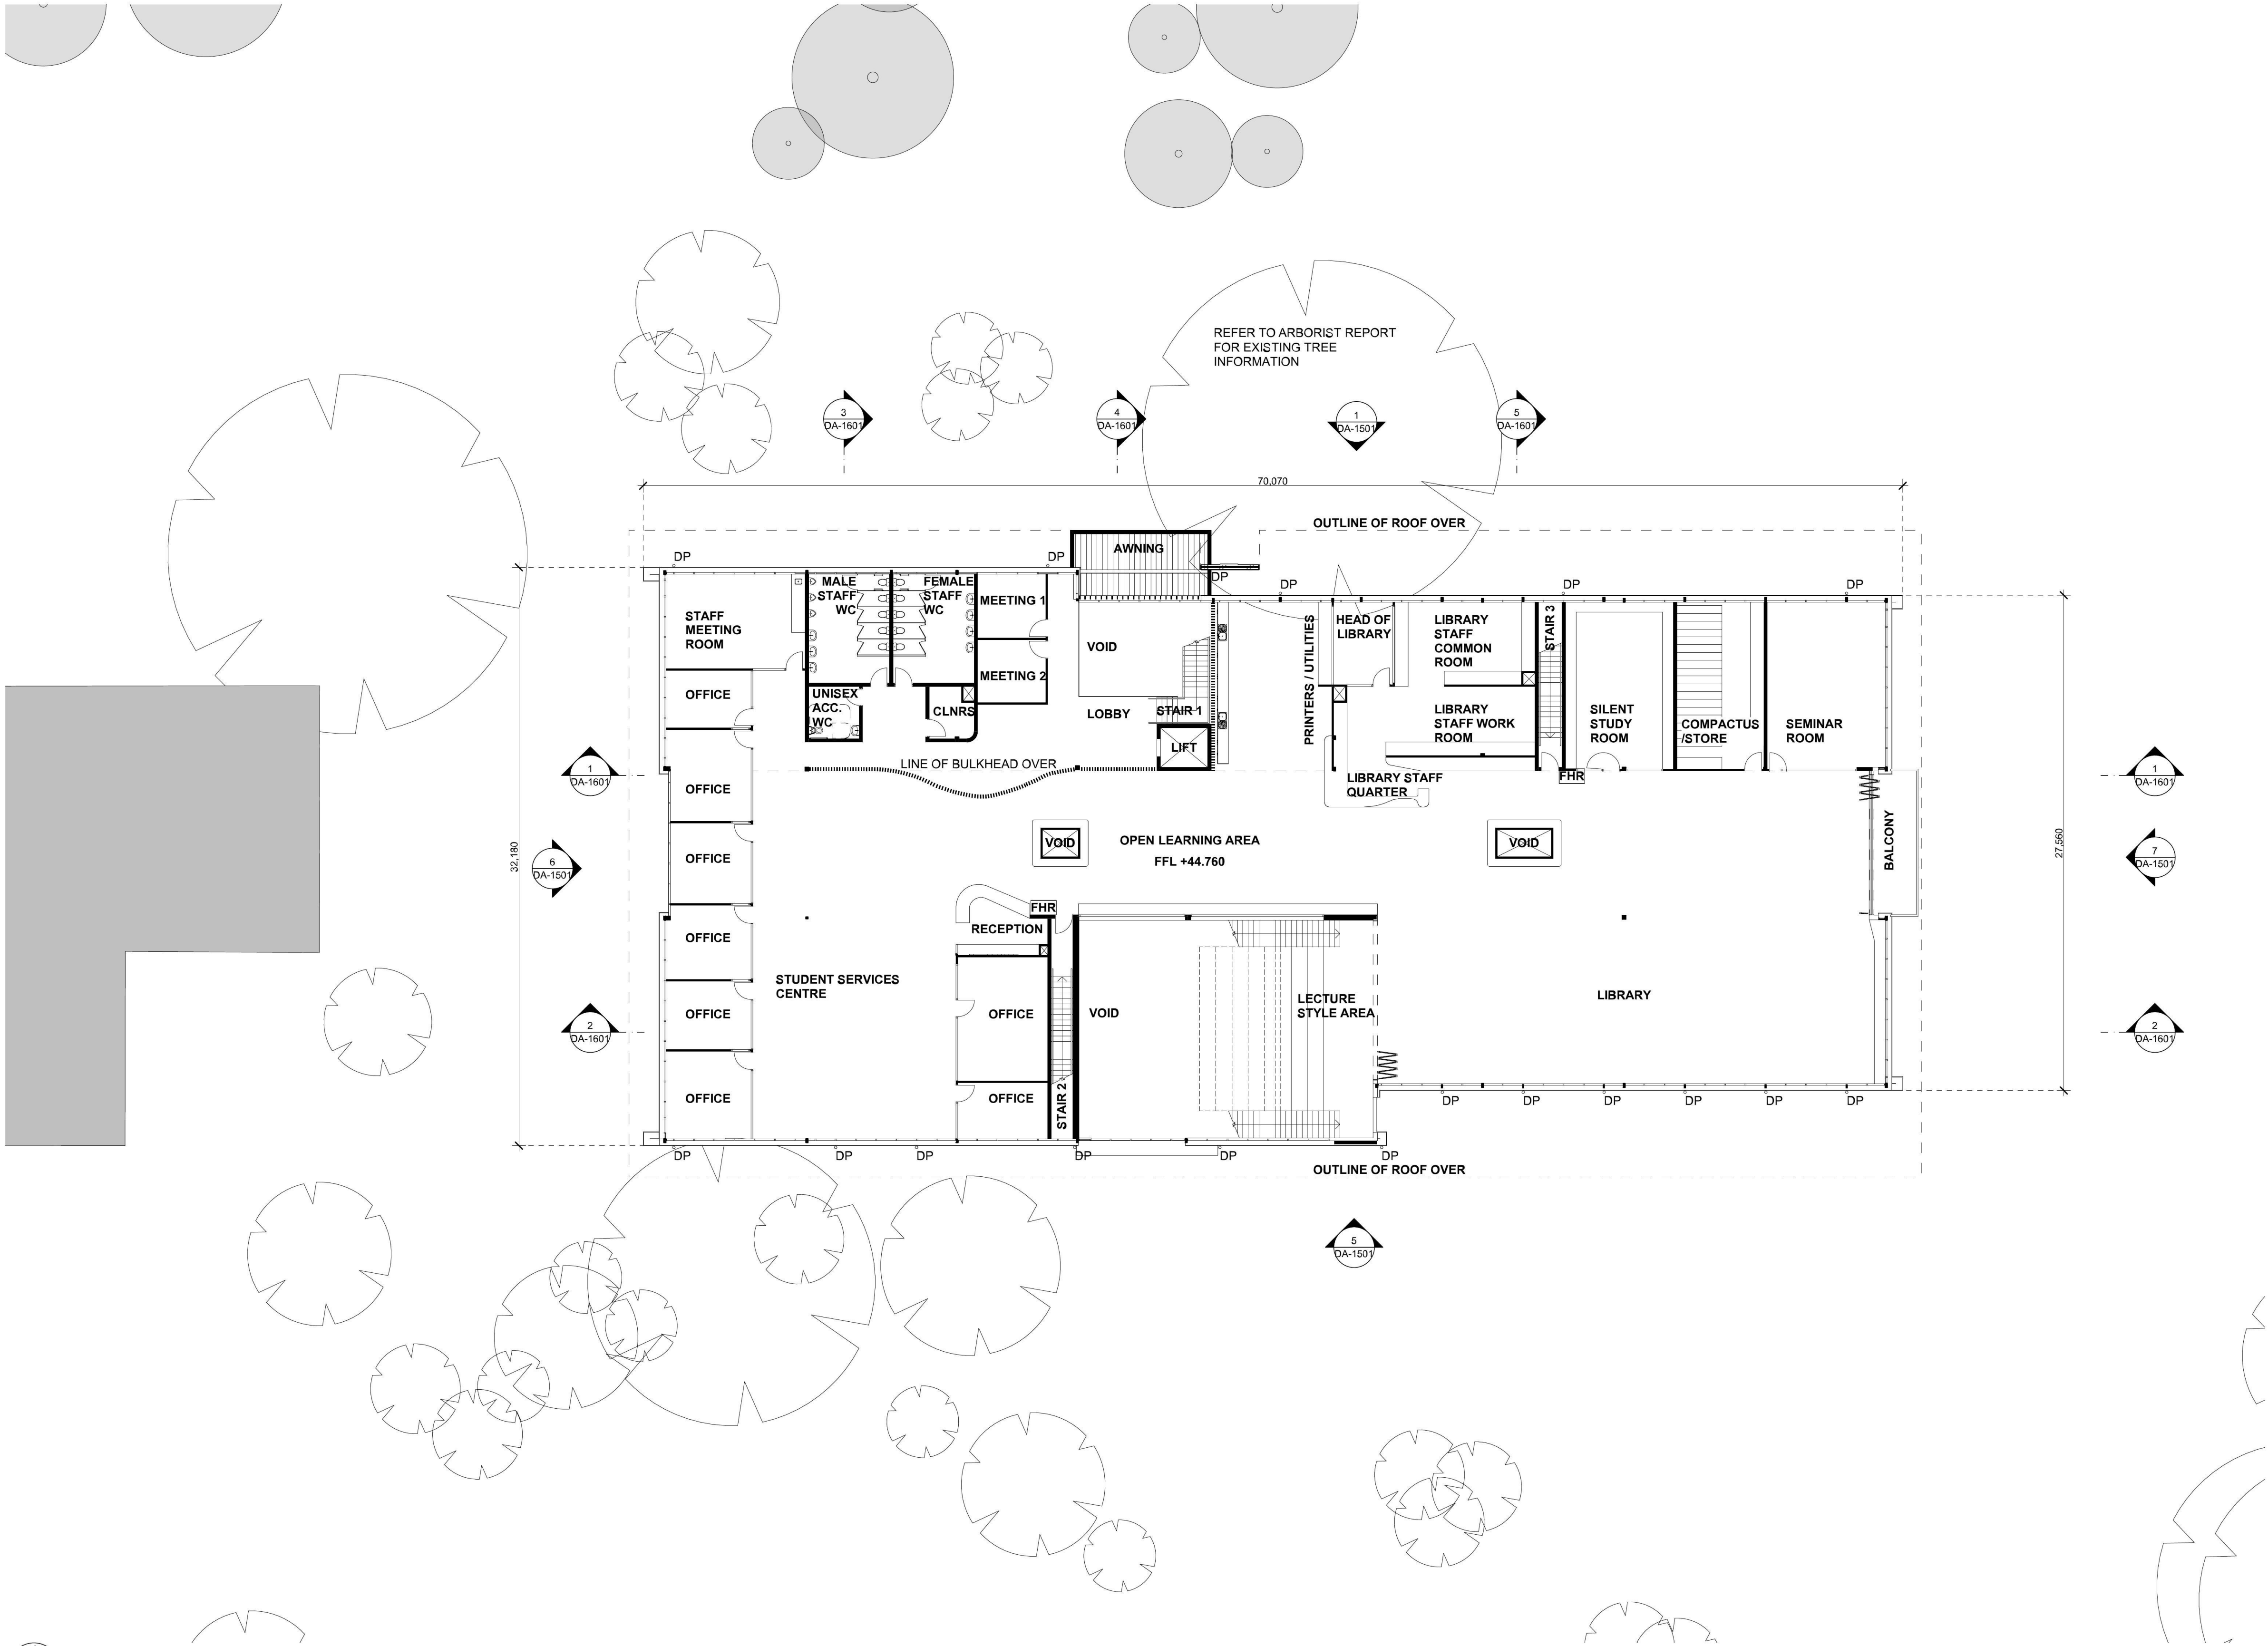 REFER TO ARBORIST REPORT
FOR EXISTING TREE
INFORMATION
3
DA-1601
4
DA-1601
1
DA-1501
5
DA-1601
70,070
OUTLINE OF ROOF OVER
AWNING
DP
DP
DP
DP
DP
DP
MALE
STAFF
WC
FEMALE
STAFF
WC
MEETING 1
STAFF
MEETING
ROOM
VOID
PRINTERS / UTILITIES
HEAD OF
LIBRARY
LIBRARY
STAFF
COMMON
ROOM
STAIR 3
MEETING 2
OFFICE
UNISEX
ACC.
WC
CLNRS
LOBBY
STAIR 1
LIBRARY
STAFF WORK
ROOM
SILENT
STUDY
ROOM
COMPACTUS
/STORE
SEMINAR
ROOM
LIFT
LINE OF BULKHEAD OVER
1
DA-1601
OFFICE
LIBRARY STAFF
QUARTER
FHR
1
DA-1601
32,180
6
DA-1501
OFFICE
VOID
OPEN LEARNING AREA
FFL +44.760
VOID
BALCONY
27,560
7
DA-1501
OFFICE
FHR
RECEPTION
STUDENT SERVICES
CENTRE
LIBRARY
2
DA-1601
OFFICE
OFFICE
VOID
LECTURE
STYLE AREA
2
DA-1601
OFFICE
OFFICE
STAIR 2
DP
DP
DP
DP
DP
DP
DP
DP
DP
DP
DP
DP
OUTLINE OF ROOF OVER
5
DA-1501